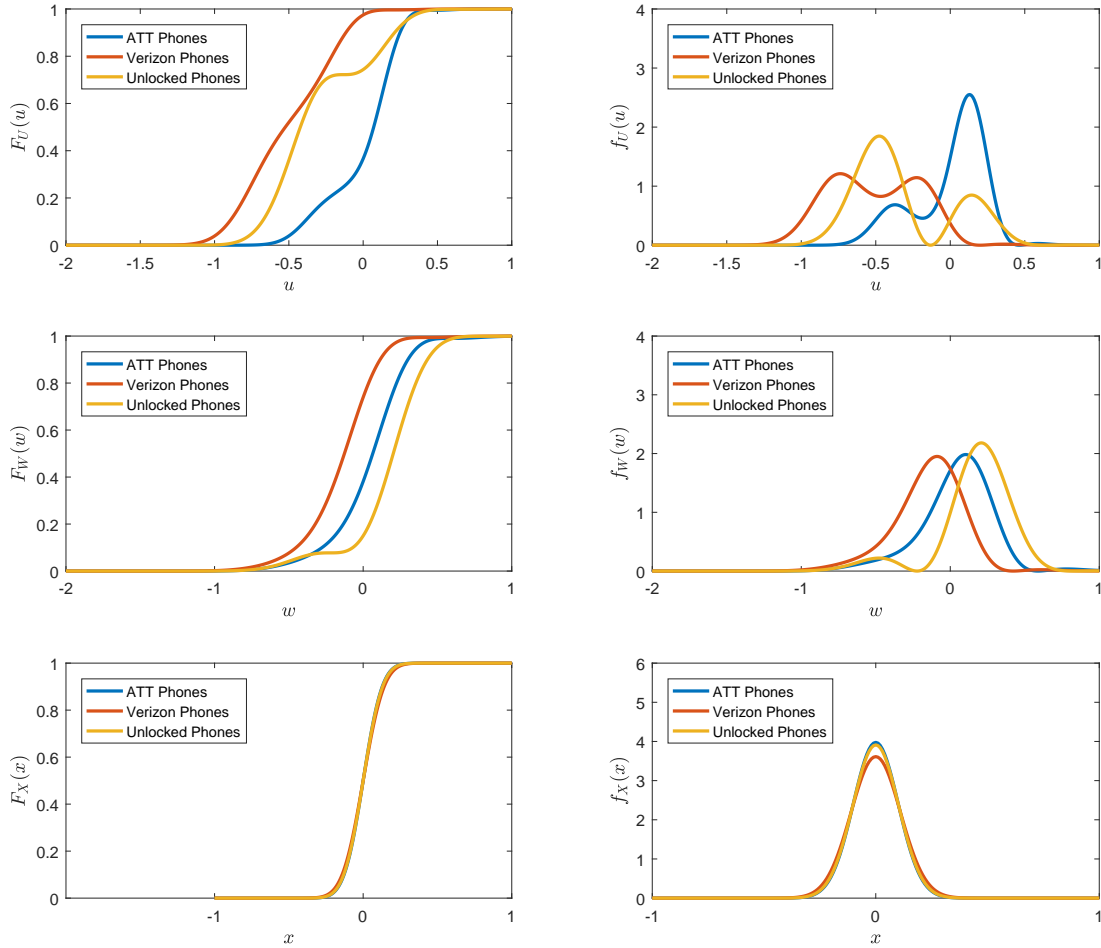 1
0.8
0.6
0.4
0.2
0
F_U(u)
ATT Phones
Verizon Phones
Unlocked Phones
-2 -1.5 -1 -0.5 0 0.5 1
u
4
3
2
1
0
f_U(u)
ATT Phones
Verizon Phones
Unlocked Phones
-2 -1.5 -1 -0.5 0 0.5 1
u
1
0.8
0.6
0.4
0.2
0
F_W(w)
ATT Phones
Verizon Phones
Unlocked Phones
-2 -1 0 1
w
4
3
2
1
0
f_W(w)
ATT Phones
Verizon Phones
Unlocked Phones
-2 -1 0 1
w
1
0.8
0.6
0.4
0.2
0
F_X(x)
ATT Phones
Verizon Phones
Unlocked Phones
-1 0 1
x
6
5
4
3
2
1
0
f_X(x)
ATT Phones
Verizon Phones
Unlocked Phones
-1 0 1
x